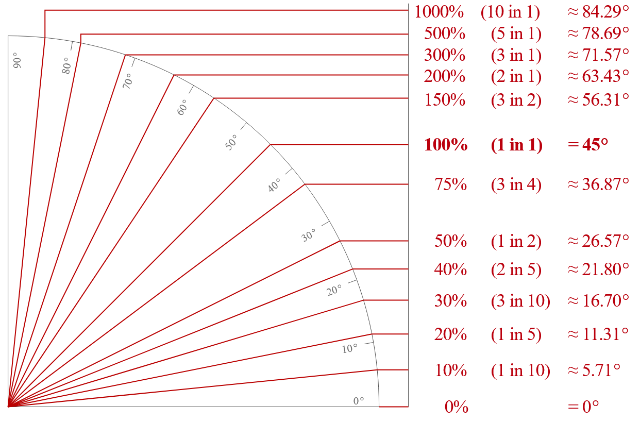 1000% (10 in 1) ≈ 84.29°
500% (5 in 1) ≈ 78.69°
300% (3 in 1) ≈ 71.57°
200% (2 in 1) ≈ 63.43°
150% (3 in 2) ≈ 56.31°
100% (1 in 1) = 45°
75% (3 in 4) ≈ 36.87°
50% (1 in 2) ≈ 26.57°
40% (2 in 5) ≈ 21.80°
30% (3 in 10) ≈ 16.70°
20% (1 in 5) ≈ 11.31°
10% (1 in 10) ≈ 5.71°
0% = 0°
90°
80°
70°
60°
50°
40°
30°
20°
10°
0°